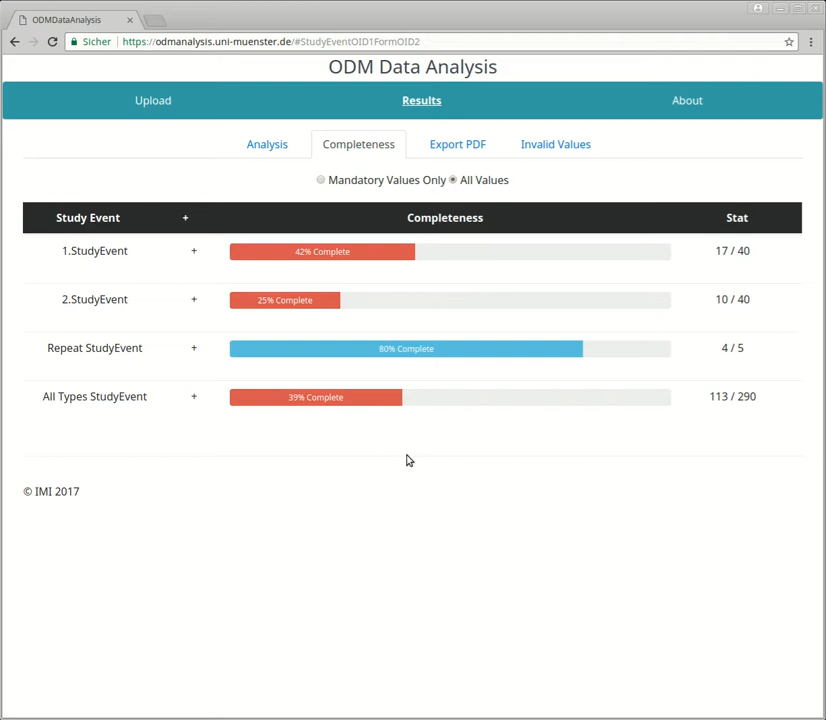 ODMDataAnalysis
Sicher https://odmanalysis.uni-muenster.de/#StudyEventOID1FormOID2
ODM Data Analysis
Upload Results About
Analysis Completeness Export PDF Invalid Values
Mandatory Values Only All Values
Study Event + Completeness Stat
1.StudyEvent + 42% Complete 17 / 40
2.StudyEvent + 25% Complete 10 / 40
Repeat StudyEvent + 80% Complete 4 / 5
All Types StudyEvent + 39% Complete 113 / 290
© IMI 2017